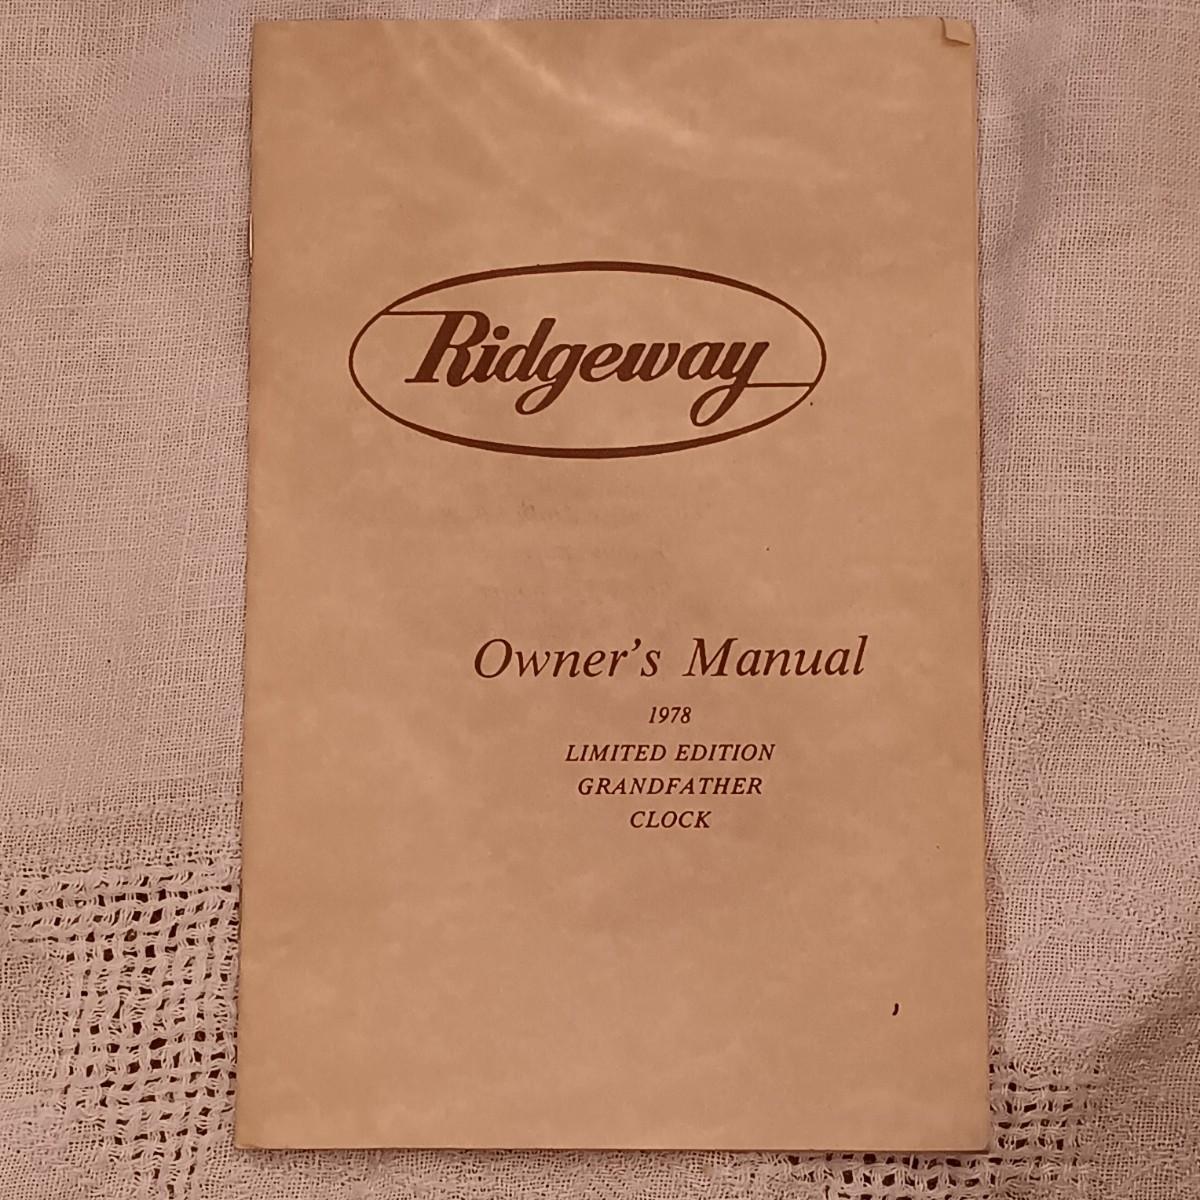 Ridgeway
Owner's Manual
1978
LIMITED EDITION
GRANDFATHER
CLOCK